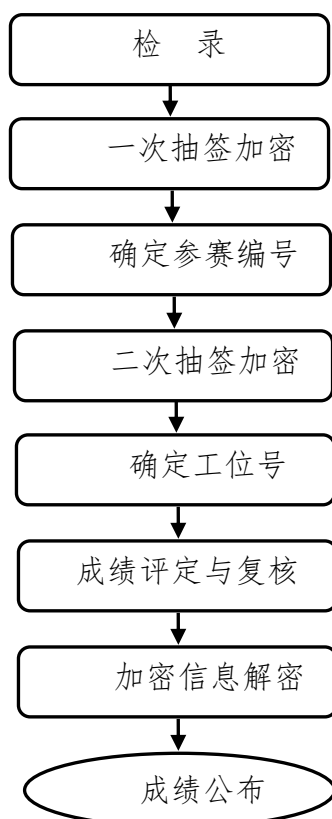 检 录
一次抽签加密
确定参赛编号
二次抽签加密
确定工位号
成绩评定与复核
加密信息解密
成绩公布